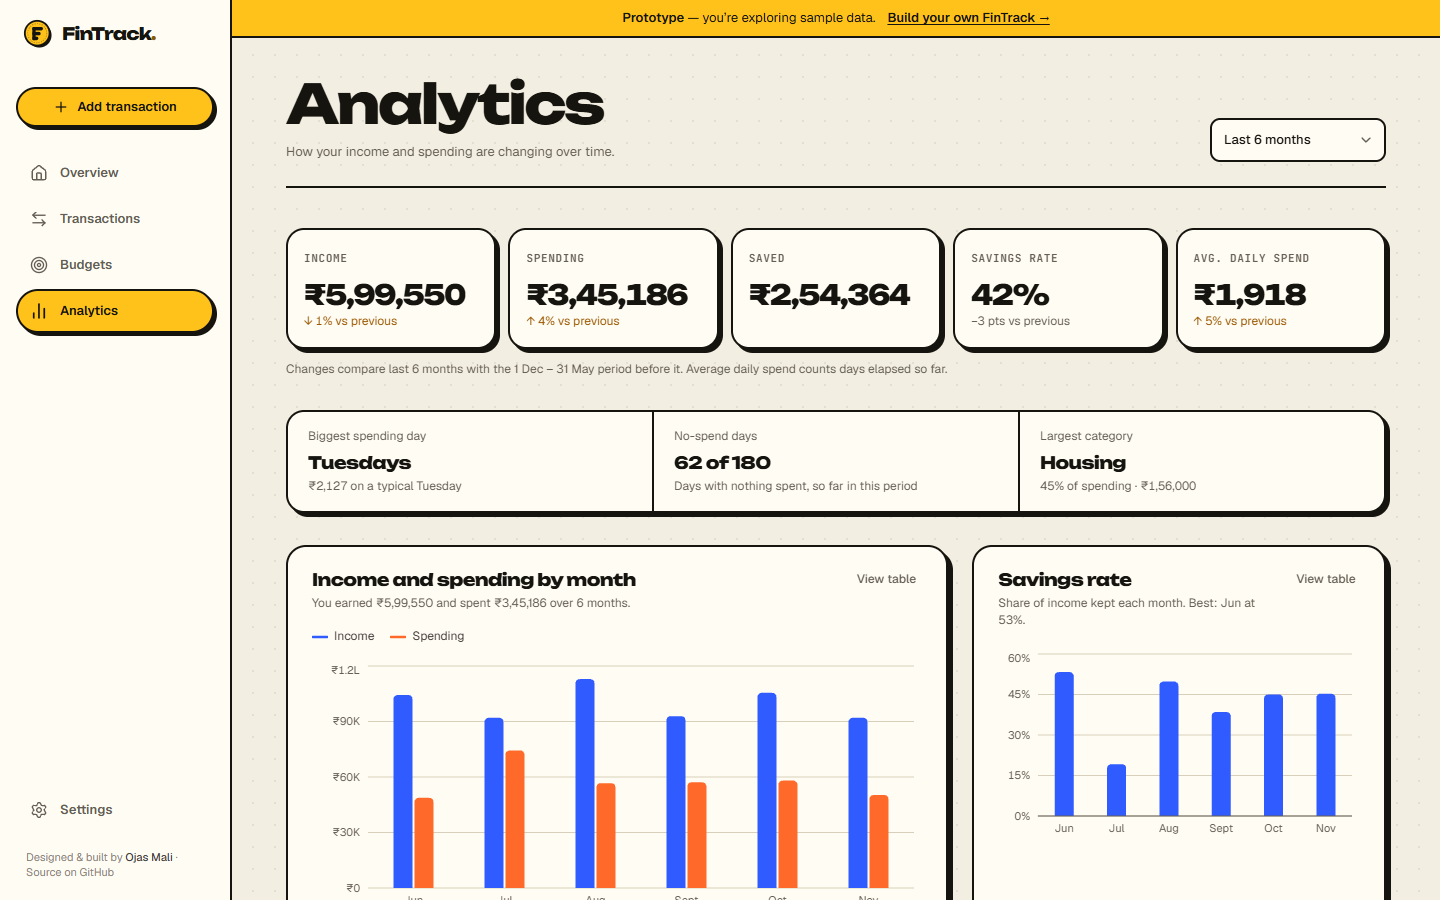 FinTrack.
Add transaction
Overview
Transactions
Budgets
Analytics
Settings
Designed & built by Ojas Mali ·
Source on GitHub
Prototype — you're exploring sample data. Build your own FinTrack →
Analytics
How your income and spending are changing over time.
Last 6 months
INCOME
₹5,99,550
↓ 1% vs previous
SPENDING
₹3,45,186
↑ 4% vs previous
SAVED
₹2,54,364
SAVINGS RATE
42%
−3 pts vs previous
AVG. DAILY SPEND
₹1,918
↑ 5% vs previous
Changes compare last 6 months with the 1 Dec – 31 May period before it. Average daily spend counts days elapsed so far.
Biggest spending day
Tuesdays
₹2,127 on a typical Tuesday
No-spend days
62 of 180
Days with nothing spent, so far in this period
Largest category
Housing
45% of spending · ₹1,56,000
Income and spending by month
View table
You earned ₹5,99,550 and spent ₹3,45,186 over 6 months.
Income
Spending
₹1.2L
₹90K
₹60K
₹30K
₹0
Jun Jul Aug Sept Oct Nov
Savings rate
View table
Share of income kept each month. Best: Jun at
53%.
60%
45%
30%
15%
0%
Jun Jul Aug Sept Oct Nov